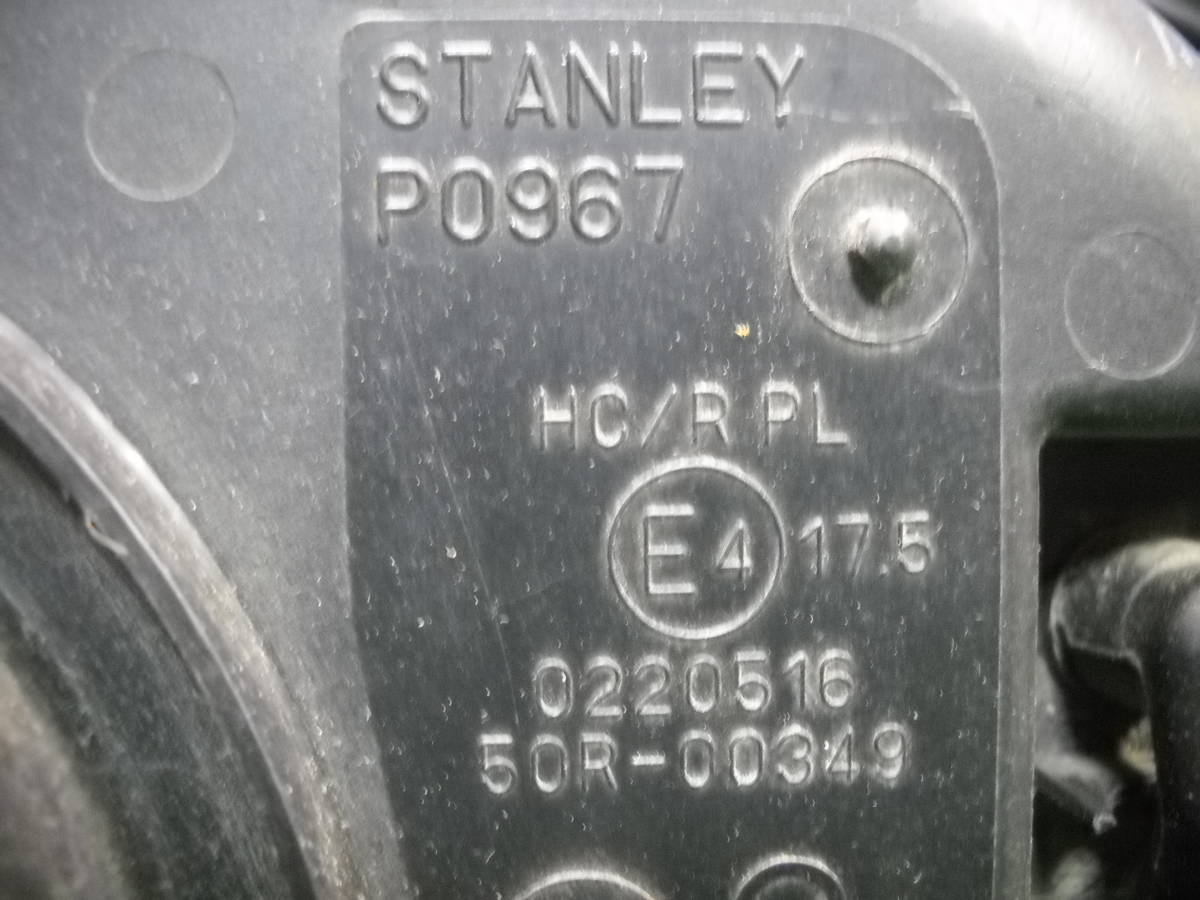 STANLEY
P0967
HC/R PL
E4 17.5
0220516
50R-00349